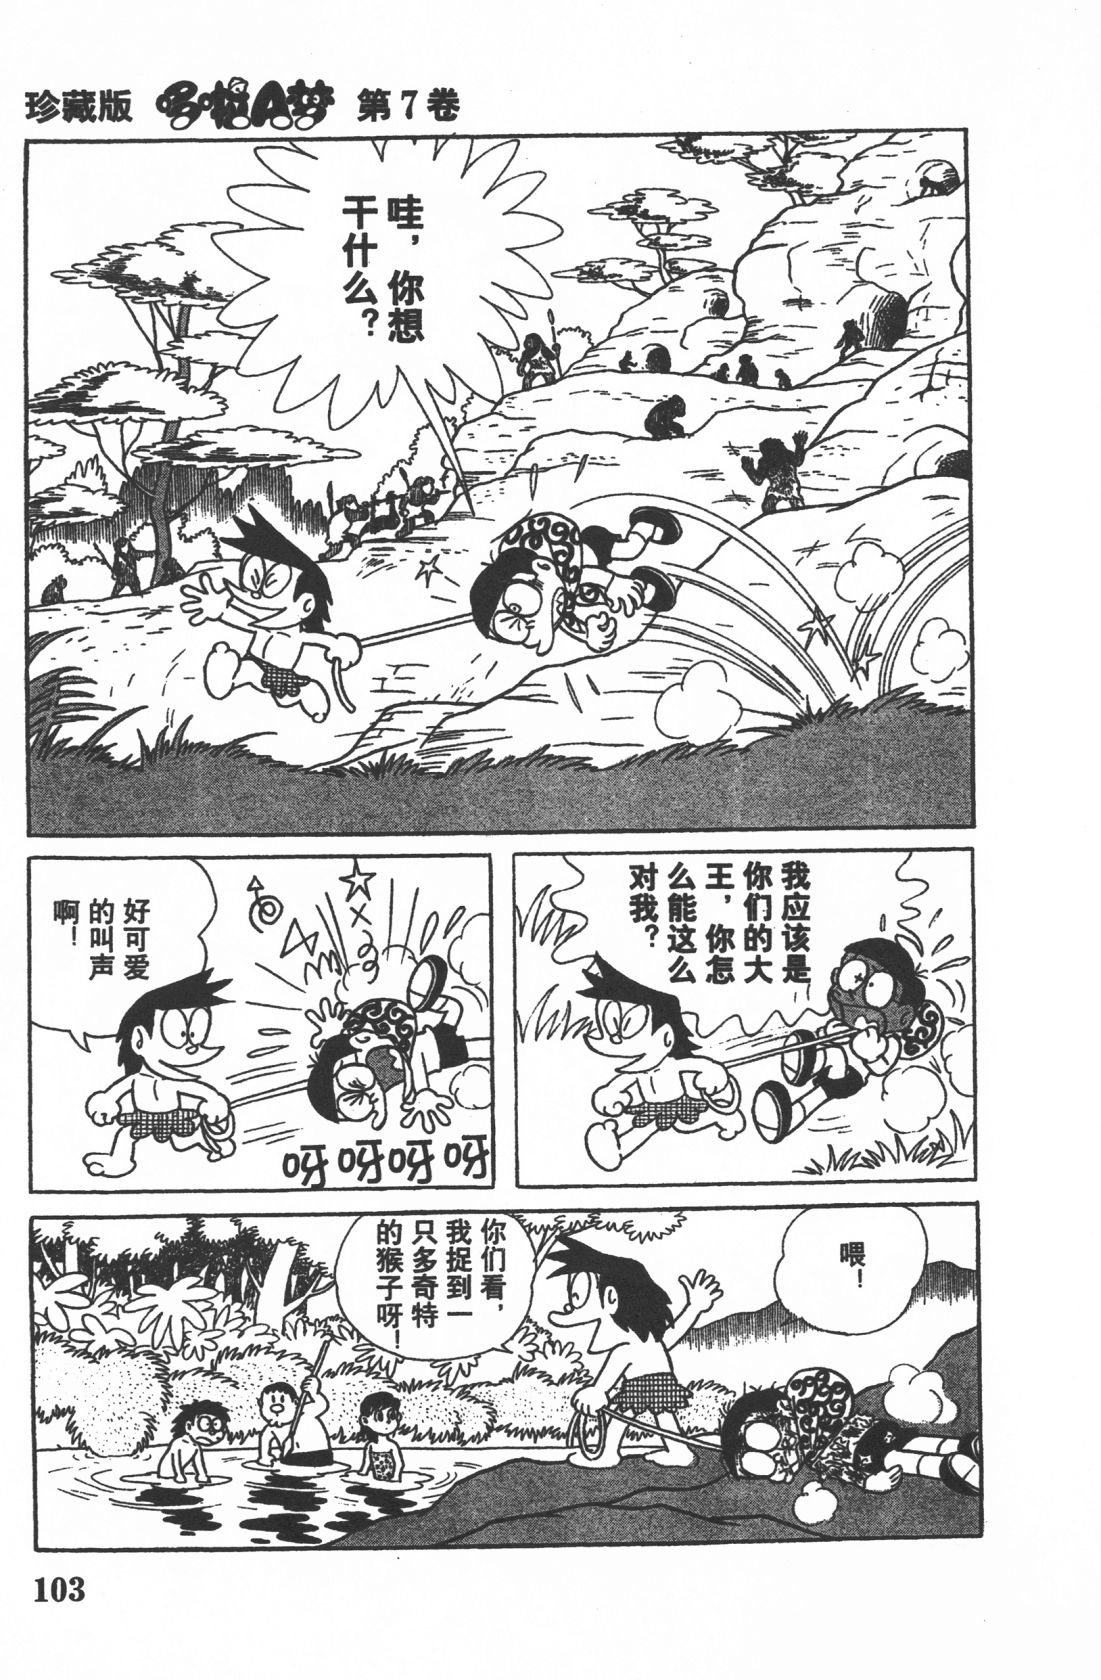 珍藏版 哆啦A梦 第7卷
哇，你想
干什么？
我应该是
你们的大
王，你怎
么能这么
对我？
好可爱
的叫声
啊！
呀呀呀呀
喂！
你们看，
我捉到一
只多奇特
的猴子呀！
103